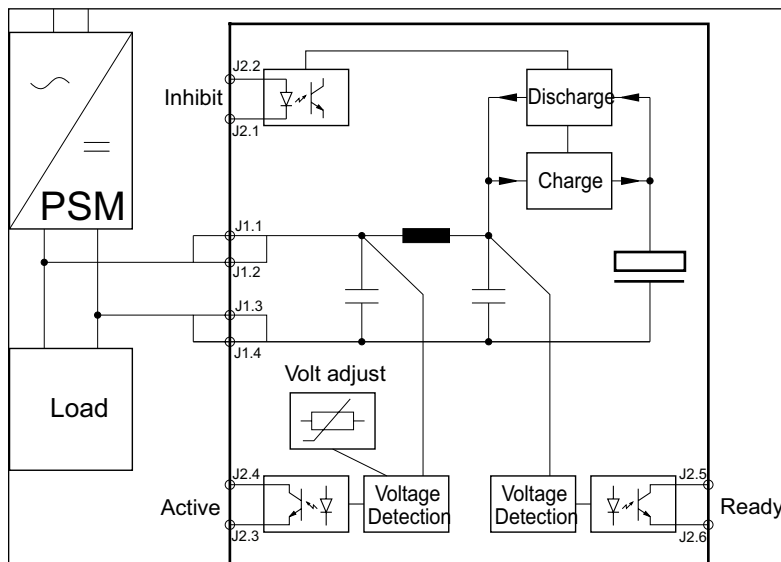 J2.2
Inhibit
J2.1
Discharge
Charge
PSM
J1.1
J1.2
J1.3
J1.4
Load
Volt adjust
J2.4
Active
J2.3
Voltage
Detection
Voltage
Detection
J2.5
Ready
J2.6